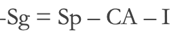 -Sg = Sp – CA – I